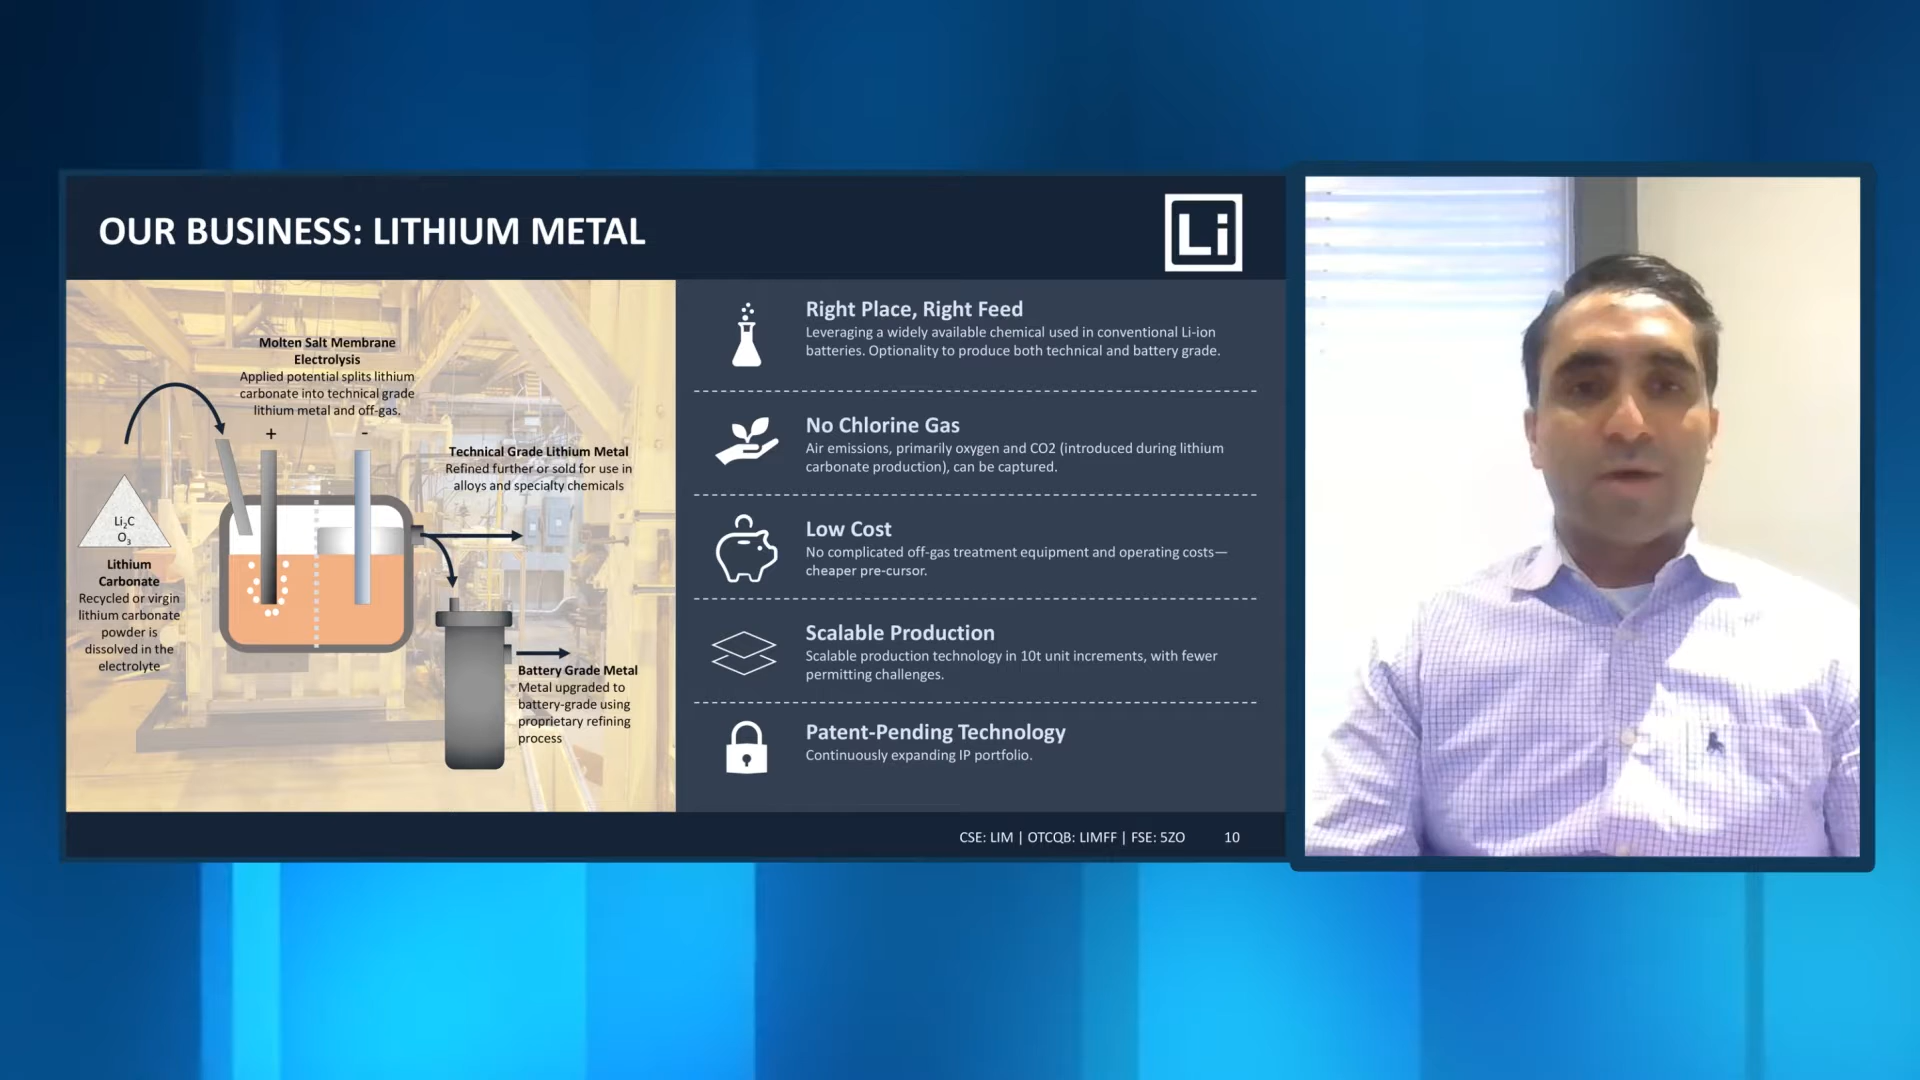 OUR BUSINESS: LITHIUM METAL
Li
Molten Salt Membrane
Electrolysis
Applied potential splits lithium
carbonate into technical grade
lithium metal and off-gas.
+ -
Technical Grade Lithium Metal
Refined further or sold for use in
alloys and specialty chemicals
Li₂C
O₃
Lithium
Carbonate
Recycled or virgin
lithium carbonate
powder is
dissolved in the
electrolyte
Battery Grade Metal
Metal upgraded to
battery-grade using
proprietary refining
process
Right Place, Right Feed
Leveraging a widely available chemical used in conventional Li-ion
batteries. Optionality to produce both technical and battery grade.
No Chlorine Gas
Air emissions, primarily oxygen and CO2 (introduced during lithium
carbonate production), can be captured.
Low Cost
No complicated off-gas treatment equipment and operating costs—
cheaper pre-cursor.
Scalable Production
Scalable production technology in 10t unit increments, with fewer
permitting challenges.
Patent-Pending Technology
Continuously expanding IP portfolio.
CSE: LIM | OTCQB: LIMFF | FSE: 5ZO 10